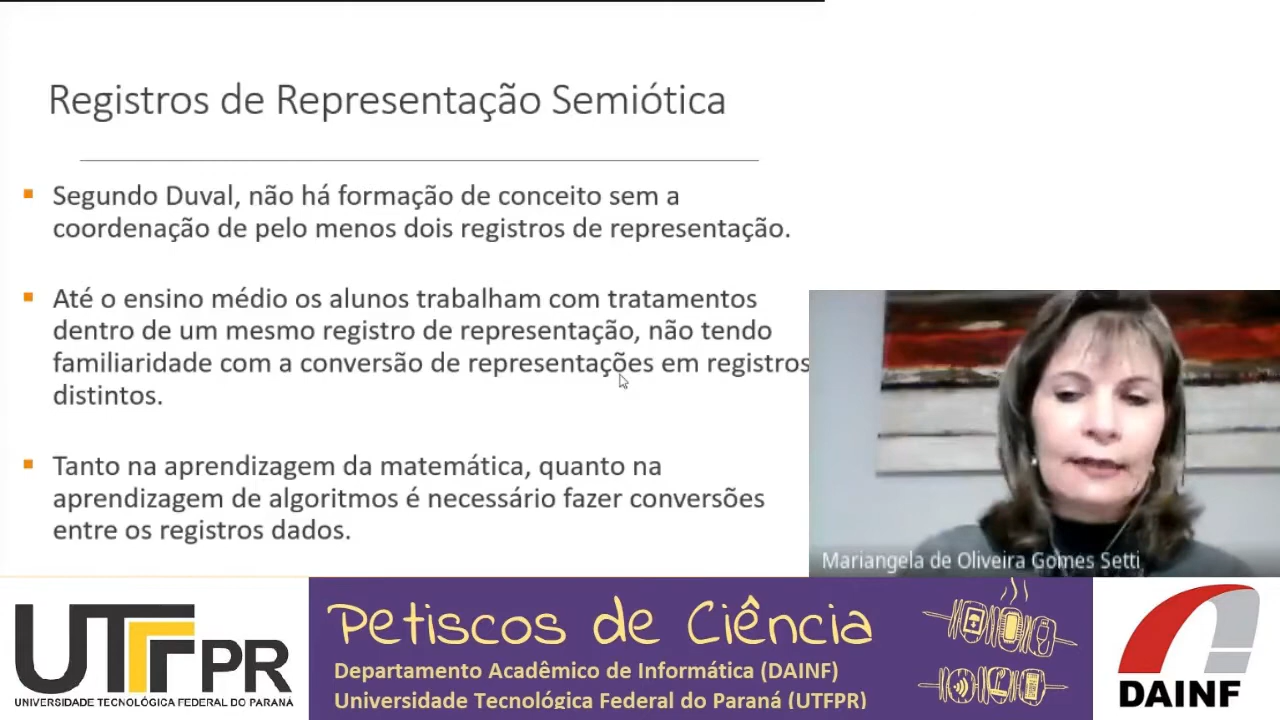 Registros de Representação Semiótica
Segundo Duval, não há formação de conceito sem a
coordenação de pelo menos dois registros de representação.
Até o ensino médio os alunos trabalham com tratamentos
dentro de um mesmo registro de representação, não tendo
familiaridade com a conversão de representações em registros
distintos.
Tanto na aprendizagem da matemática, quanto na
aprendizagem de algoritmos é necessário fazer conversões
entre os registros dados.
Mariangela de Oliveira Gomes Setti
UTFPR
UNIVERSIDADE TECNOLÓGICA FEDERAL DO PARANÁ
Petiscos de Ciência
Departamento Acadêmico de Informática (DAINF)
Universidade Tecnológica Federal do Paraná (UTFPR)
DAINF